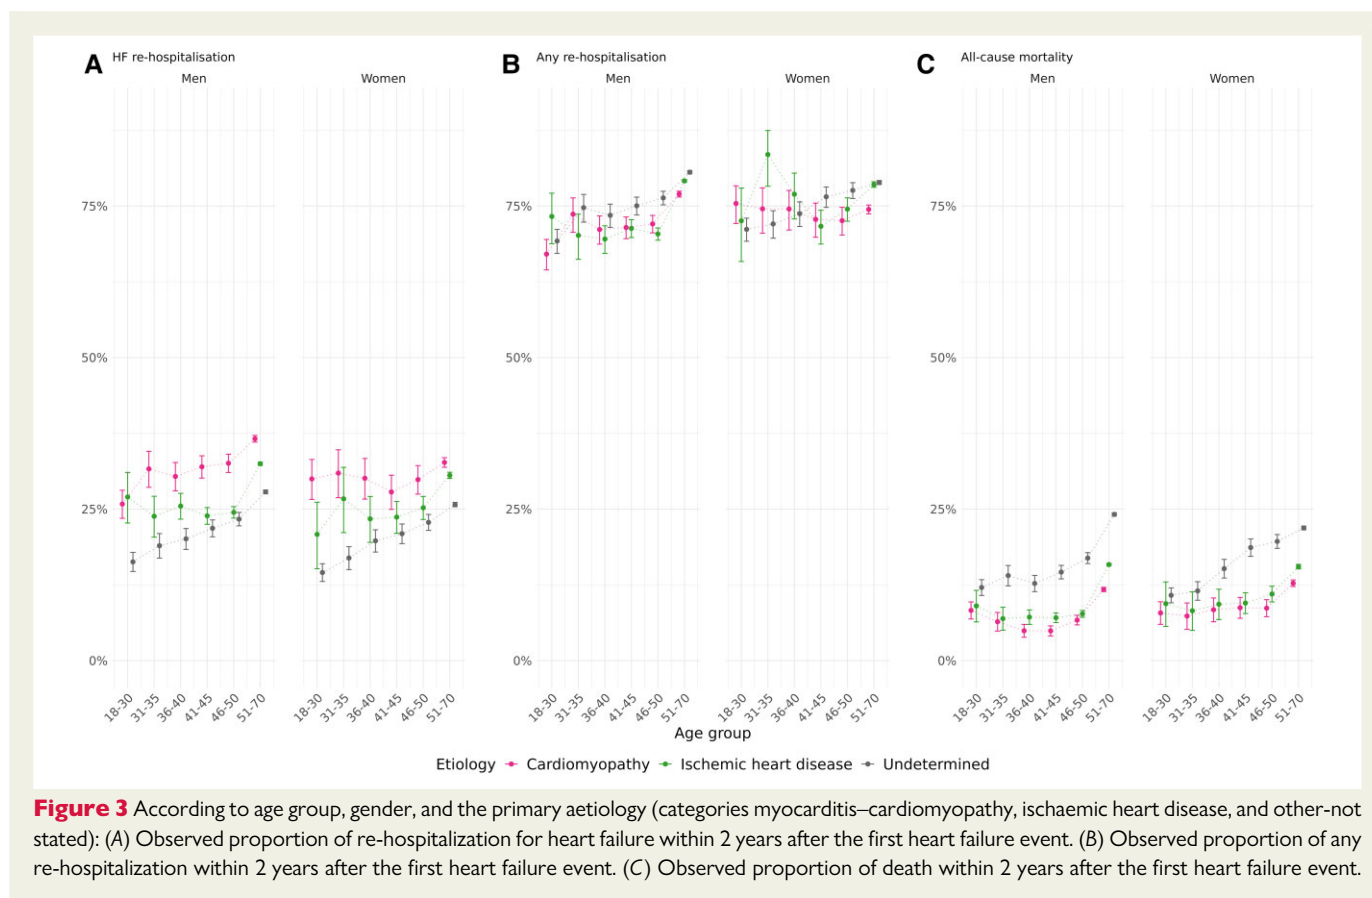 A HF re-hospitalisation
Men Women
B Any re-hospitalisation
Men Women
C All-cause mortality
Men Women
75%
50%
25%
0%
75%
50%
25%
0%
75%
50%
25%
0%
18-30 31-35 36-40 41-45 46-50 51-70
18-30 31-35 36-40 41-45 46-50 51-70
18-30 31-35 36-40 41-45 46-50 51-70
18-30 31-35 36-40 41-45 46-50 51-70
18-30 31-35 36-40 41-45 46-50 51-70
18-30 31-35 36-40 41-45 46-50 51-70
Age group
Etiology Cardiomyopathy Ischemic heart disease Undetermined
Figure 3 According to age group, gender, and the primary aetiology (categories myocarditis–cardiomyopathy, ischaemic heart disease, and other-not
stated): (A) Observed proportion of re-hospitalization for heart failure within 2 years after the first heart failure event. (B) Observed proportion of any
re-hospitalization within 2 years after the first heart failure event. (C) Observed proportion of death within 2 years after the first heart failure event.